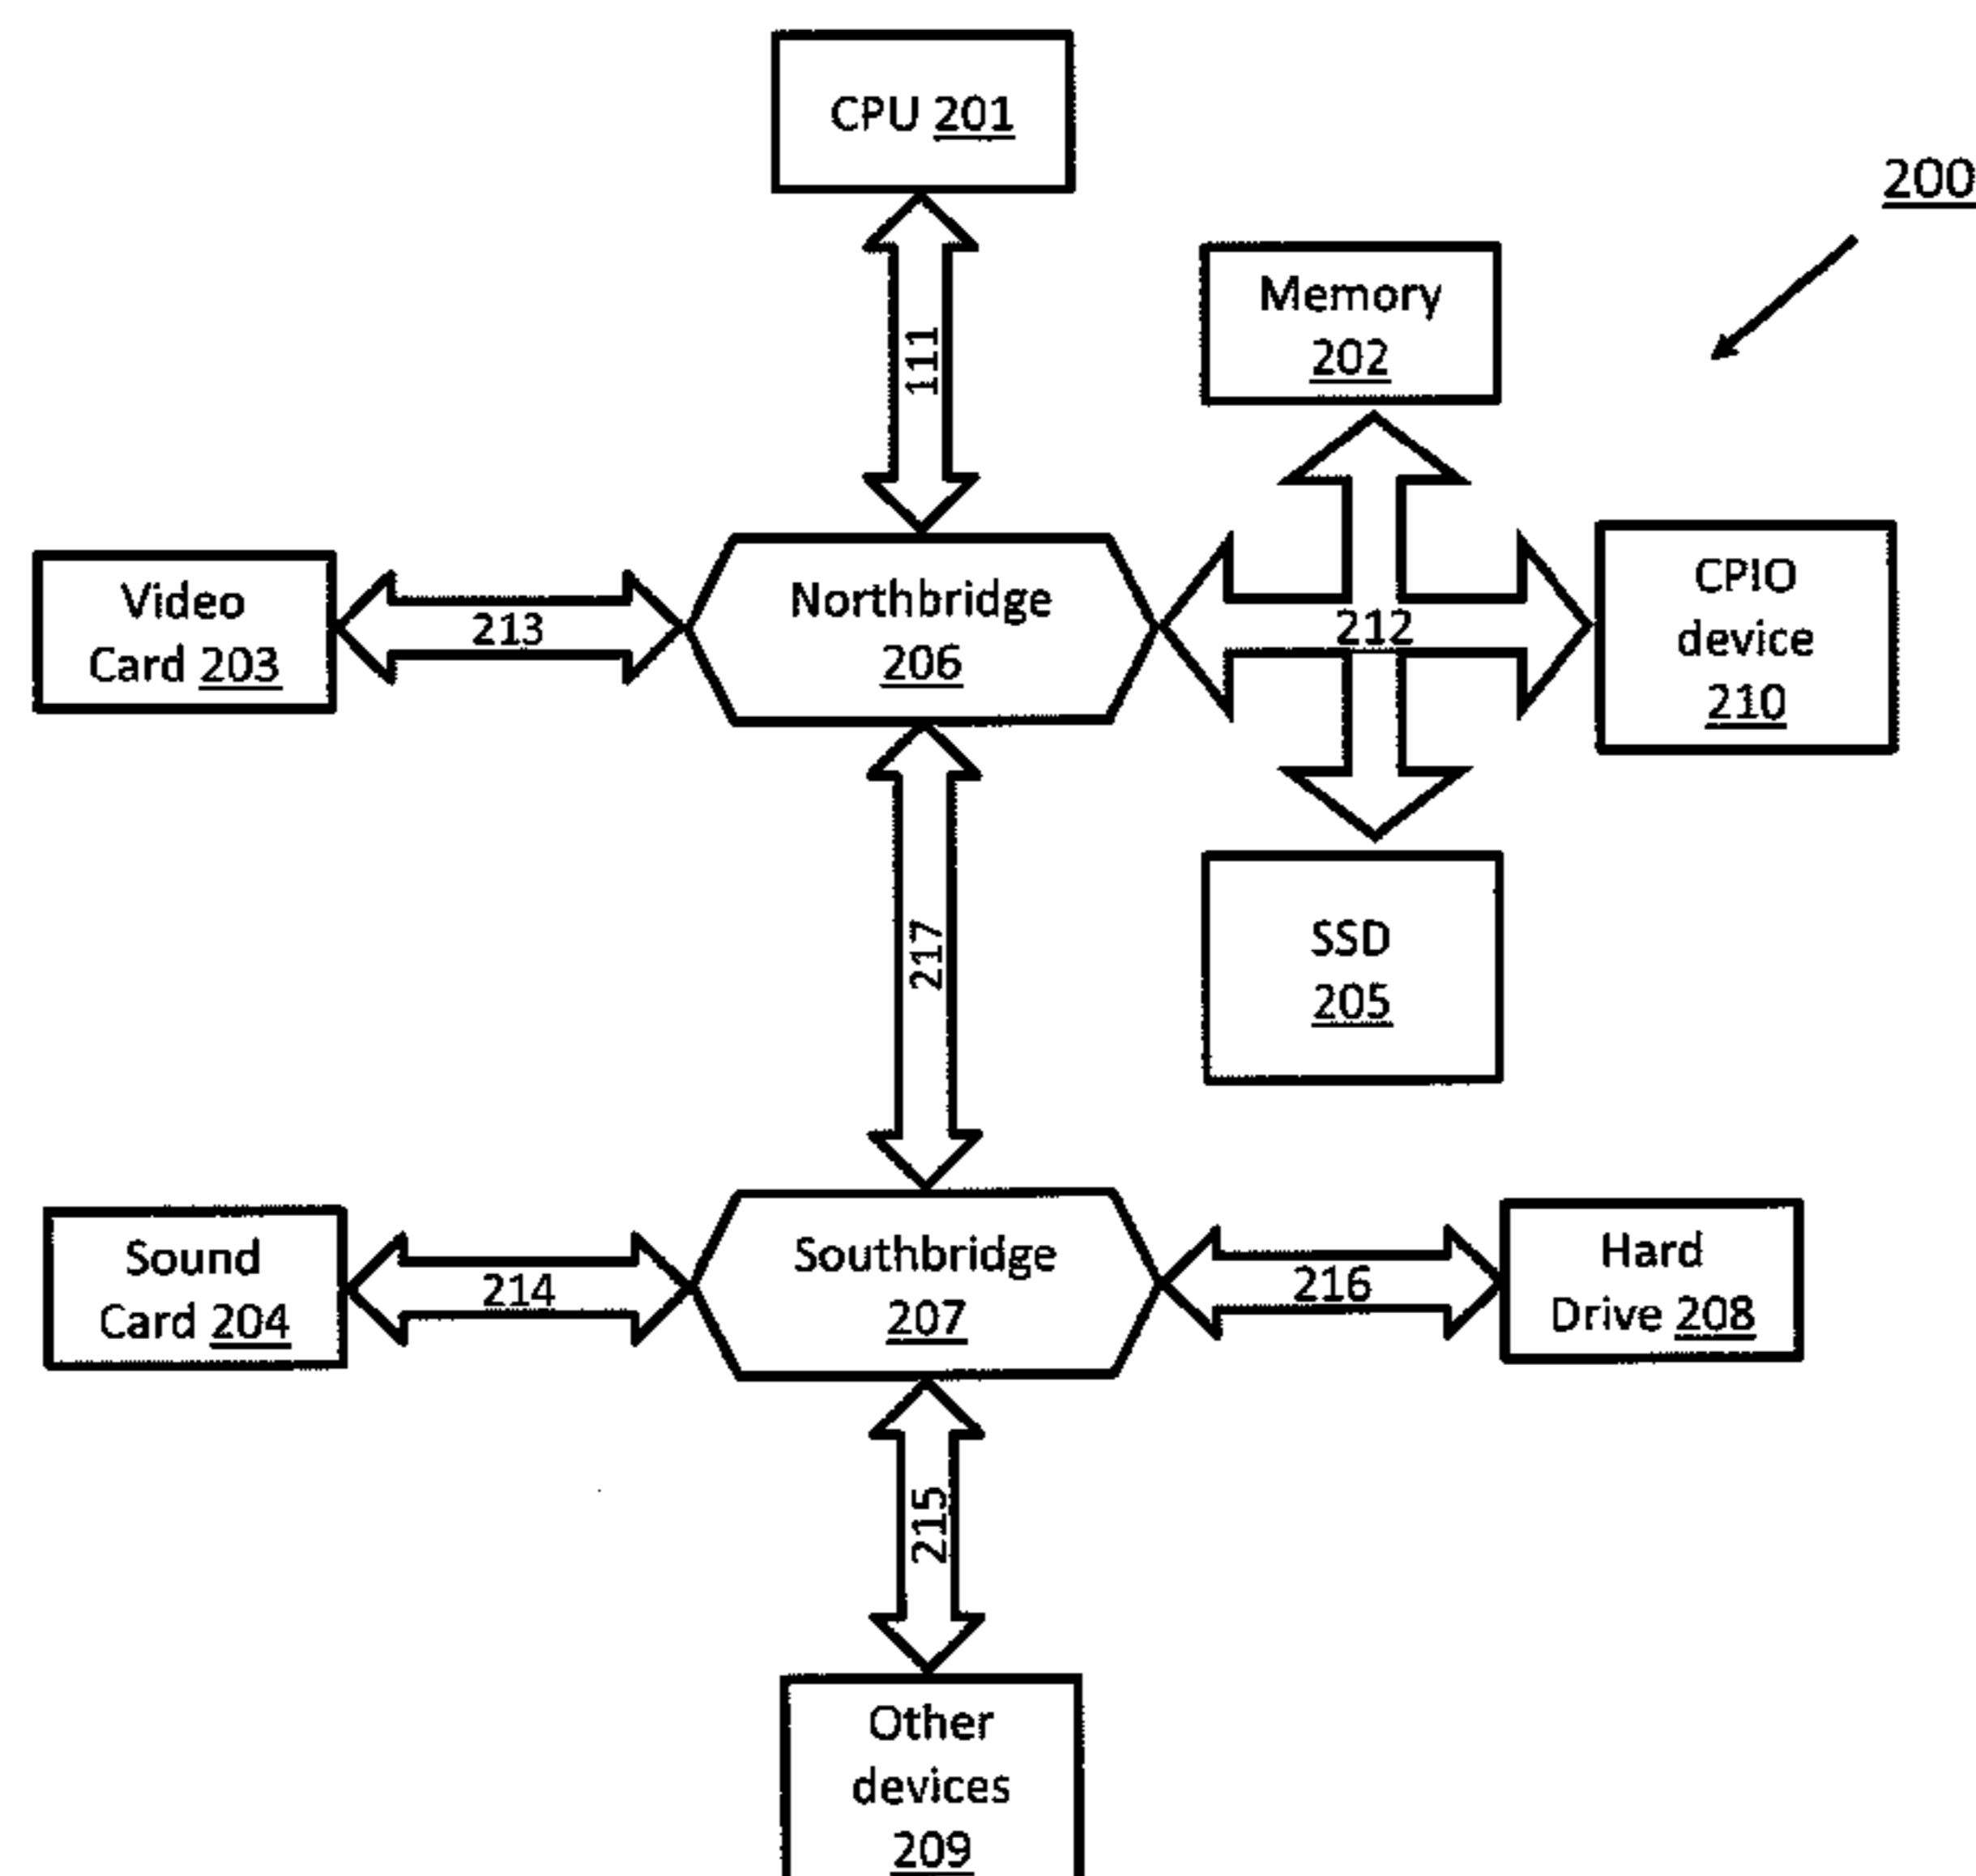 CPU 201
200
Memory
202
111
Video
Card 203
213
Northbridge
206
212
CPIO
device
210
217
SSD
205
Sound
Card 204
214
Southbridge
207
216
Hard
Drive 208
215
Other
devices
209